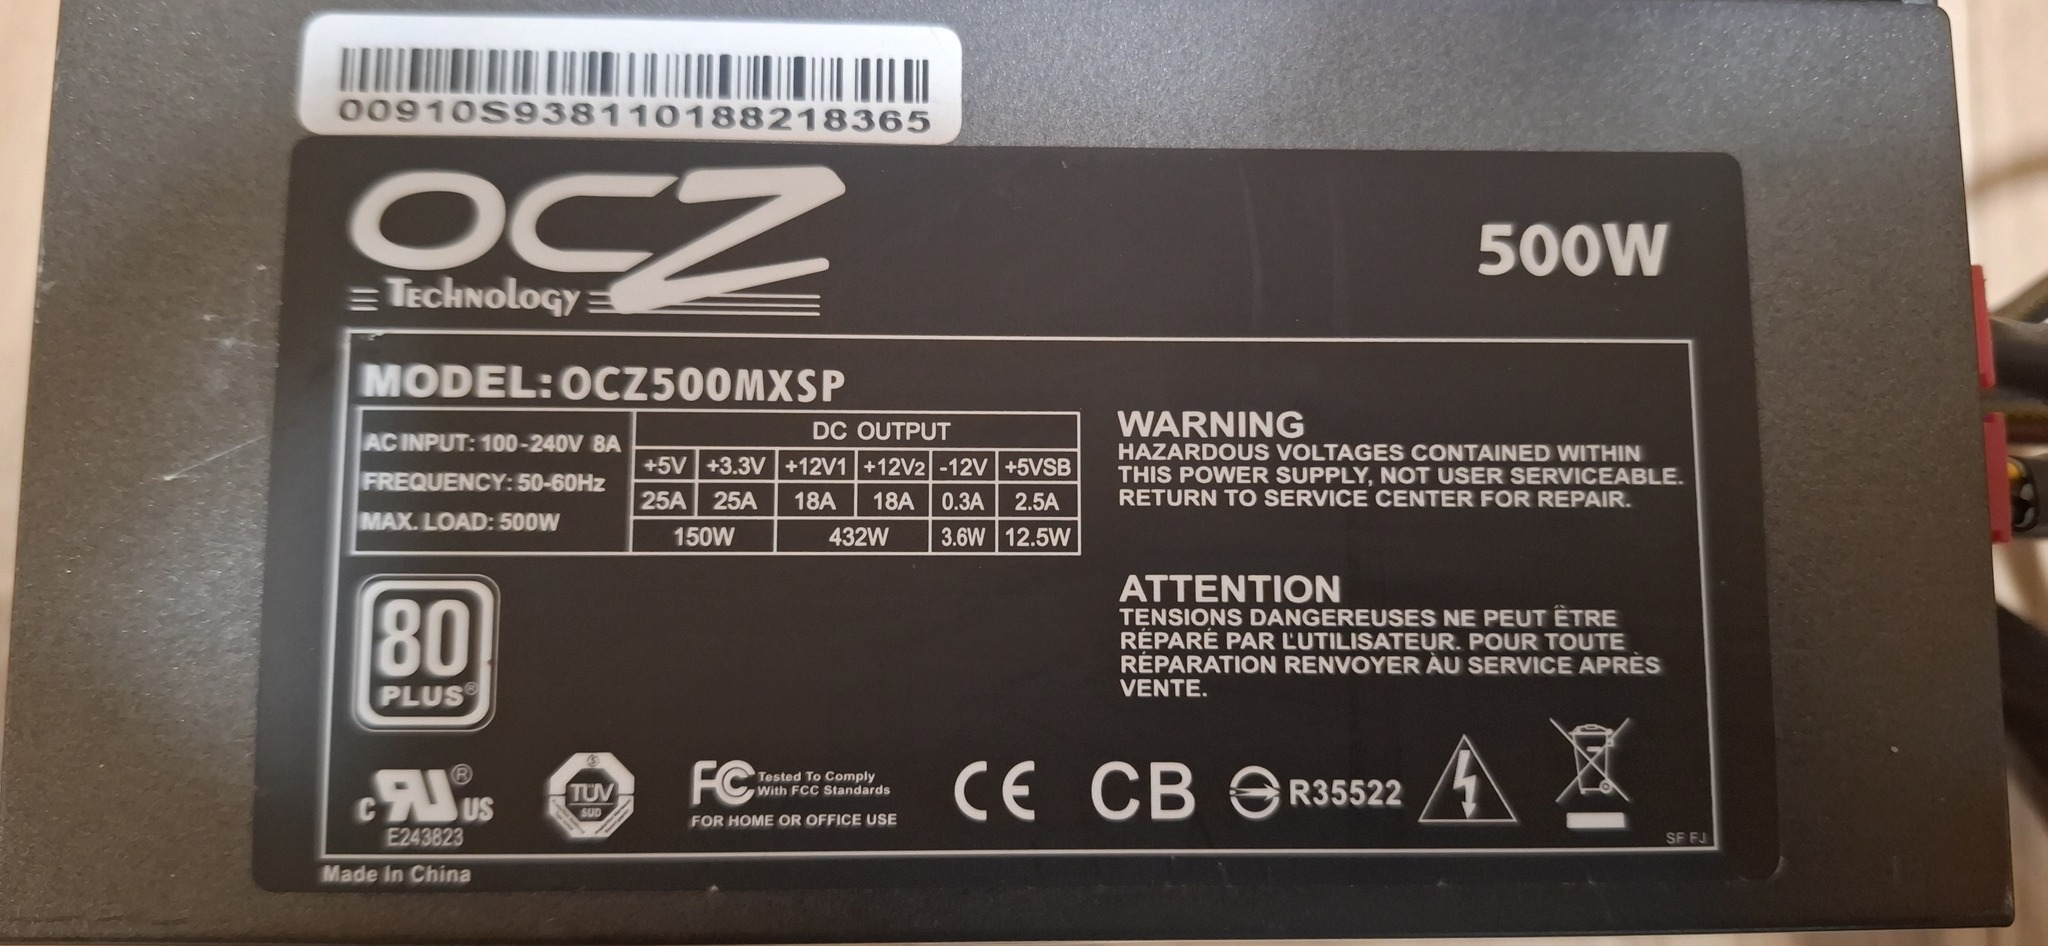 00910S938110188218365
OCZ
Technology
500W
MODEL: OCZ500MXSP
AC INPUT: 100-240V 8A
FREQUENCY: 50-60Hz
MAX. LOAD: 500W
DC OUTPUT
+5V +3.3V +12V1 +12V2 -12V +5VSB
25A 25A 18A 18A 0.3A 2.5A
150W 432W 3.6W 12.5W
WARNING
HAZARDOUS VOLTAGES CONTAINED WITHIN
THIS POWER SUPPLY, NOT USER SERVICEABLE.
RETURN TO SERVICE CENTER FOR REPAIR.
ATTENTION
TENSIONS DANGEREUSES NE PEUT ÊTRE
RÉPARÉ PAR L'UTILISATEUR. POUR TOUTE
RÉPARATION RENVOYER ÀU SERVICE APRÈS
VENTE.
80
PLUS®
c RU ® US
E243823
TUV
SÜD
FC Tested To Comply
With FCC Standards
FOR HOME OR OFFICE USE
CE
CB
R35522
SF FJ
Made In China